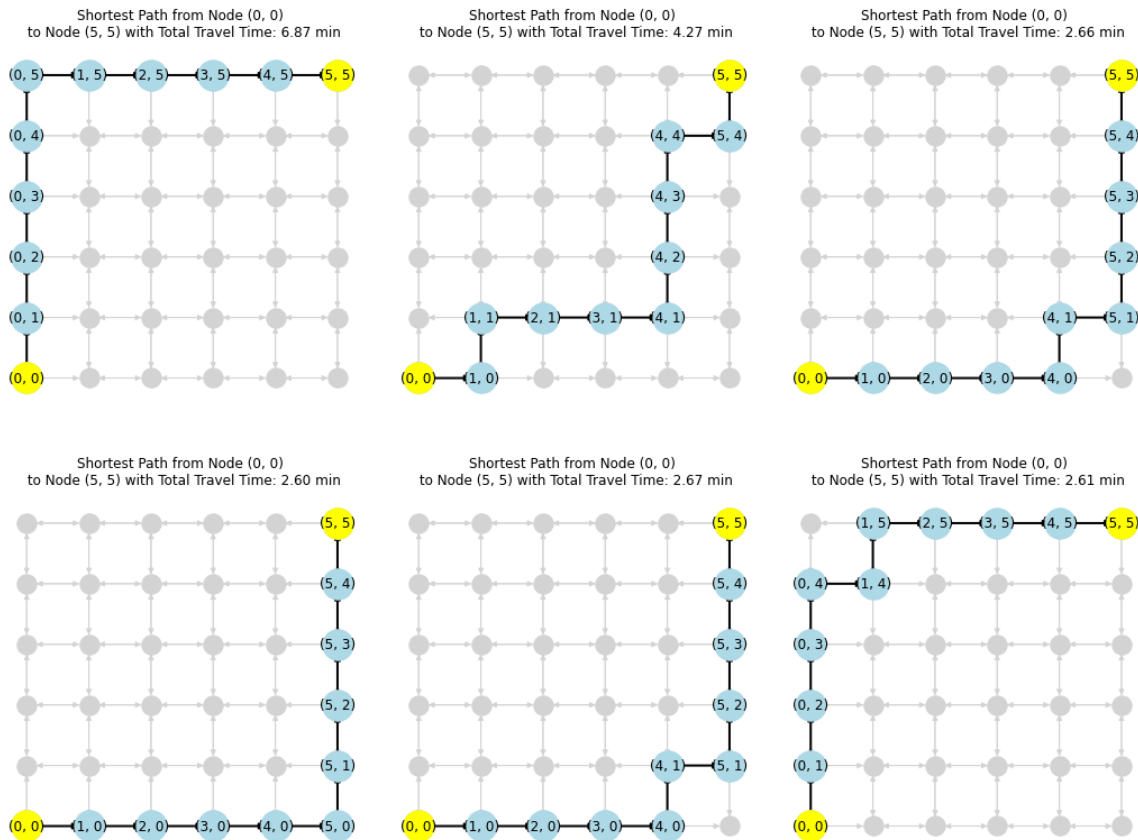 Shortest Path from Node (0, 0)
to Node (5, 5) with Total Travel Time: 6.87 min
(0, 5) (1, 5) (2, 5) (3, 5) (4, 5) (5, 5)
(0, 4)
(0, 3)
(0, 2)
(0, 1)
(0, 0)
Shortest Path from Node (0, 0)
to Node (5, 5) with Total Travel Time: 4.27 min
(5, 5)
(4, 4) (5, 4)
(4, 3)
(4, 2)
(1, 1) (2, 1) (3, 1) (4, 1)
(0, 0) (1, 0)
Shortest Path from Node (0, 0)
to Node (5, 5) with Total Travel Time: 2.66 min
(5, 5)
(5, 4)
(5, 3)
(5, 2)
(4, 1) (5, 1)
(0, 0) (1, 0) (2, 0) (3, 0) (4, 0)
Shortest Path from Node (0, 0)
to Node (5, 5) with Total Travel Time: 2.60 min
(5, 5)
(5, 4)
(5, 3)
(5, 2)
(5, 1)
(0, 0) (1, 0) (2, 0) (3, 0) (4, 0) (5, 0)
Shortest Path from Node (0, 0)
to Node (5, 5) with Total Travel Time: 2.67 min
(5, 5)
(5, 4)
(5, 3)
(5, 2)
(4, 1) (5, 1)
(0, 0) (1, 0) (2, 0) (3, 0) (4, 0)
Shortest Path from Node (0, 0)
to Node (5, 5) with Total Travel Time: 2.61 min
(1, 5) (2, 5) (3, 5) (4, 5) (5, 5)
(0, 4) (1, 4)
(0, 3)
(0, 2)
(0, 1)
(0, 0)